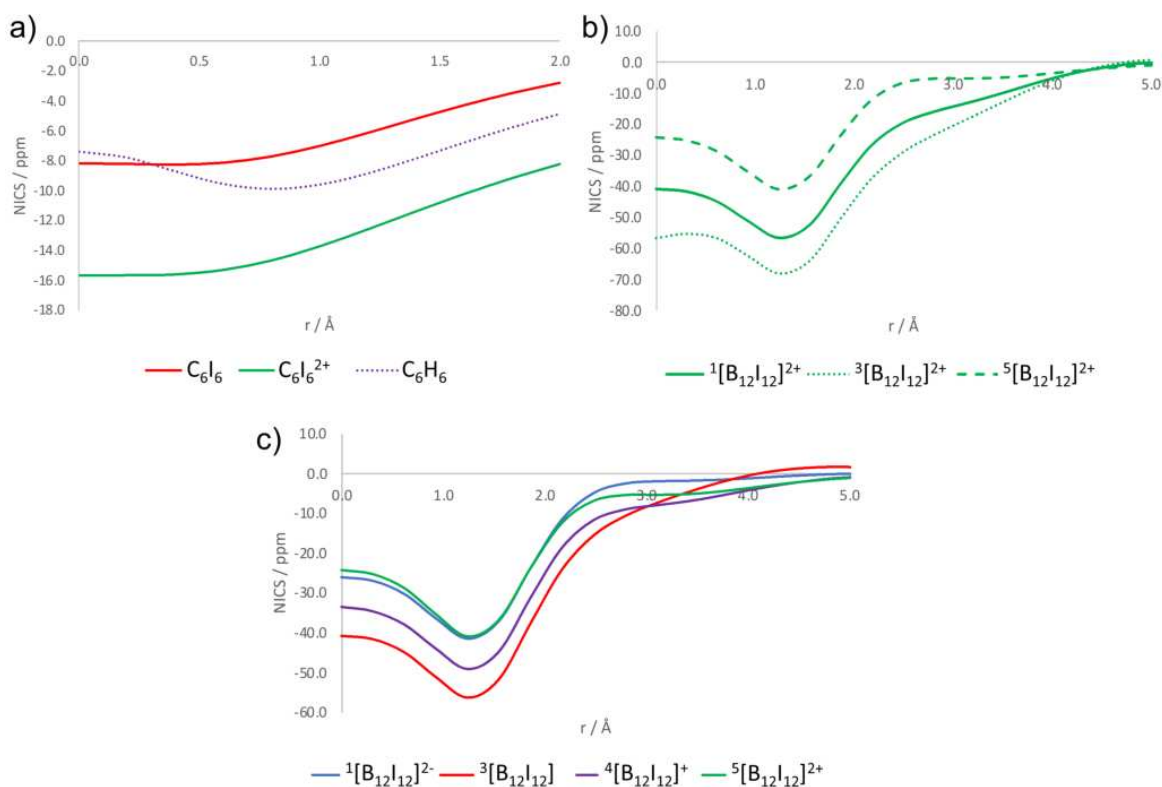 a)
0.0
0.0 0.5 1.0 1.5 2.0
-2.0
-4.0
-6.0
-8.0
-10.0
-12.0
-14.0
-16.0
-18.0
NICS / ppm
r / Å
C₆I₆ C₆I₆²⁺ C₆H₆
b)
10.0
0.0
0.0 1.0 2.0 3.0 4.0 5.0
-10.0
-20.0
-30.0
-40.0
-50.0
-60.0
-70.0
-80.0
NICS / ppm
r / Å
¹[B₁₂I₁₂]²⁺ ³[B₁₂I₁₂]²⁺ ⁵[B₁₂I₁₂]²⁺
c)
10.0
0.0
0.0 1.0 2.0 3.0 4.0 5.0
-10.0
-20.0
-30.0
-40.0
-50.0
-60.0
NICS / ppm
r / Å
¹[B₁₂I₁₂]²⁻ ³[B₁₂I₁₂] ⁴[B₁₂I₁₂]⁺ ⁵[B₁₂I₁₂]²⁺